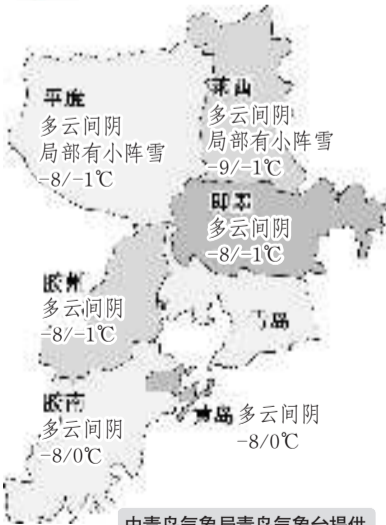 平度
多云间阴
局部有小阵雪
-8/-1℃
莱西
多云间阴
局部有小阵雪
-9/-1℃
即墨
多云间阴
-8/-1℃
胶州
多云间阴
-8/-1℃
青岛
胶南
多云间阴
-8/0℃
黄岛 多云间阴
-8/0℃
由青岛气象局青岛气象台提供